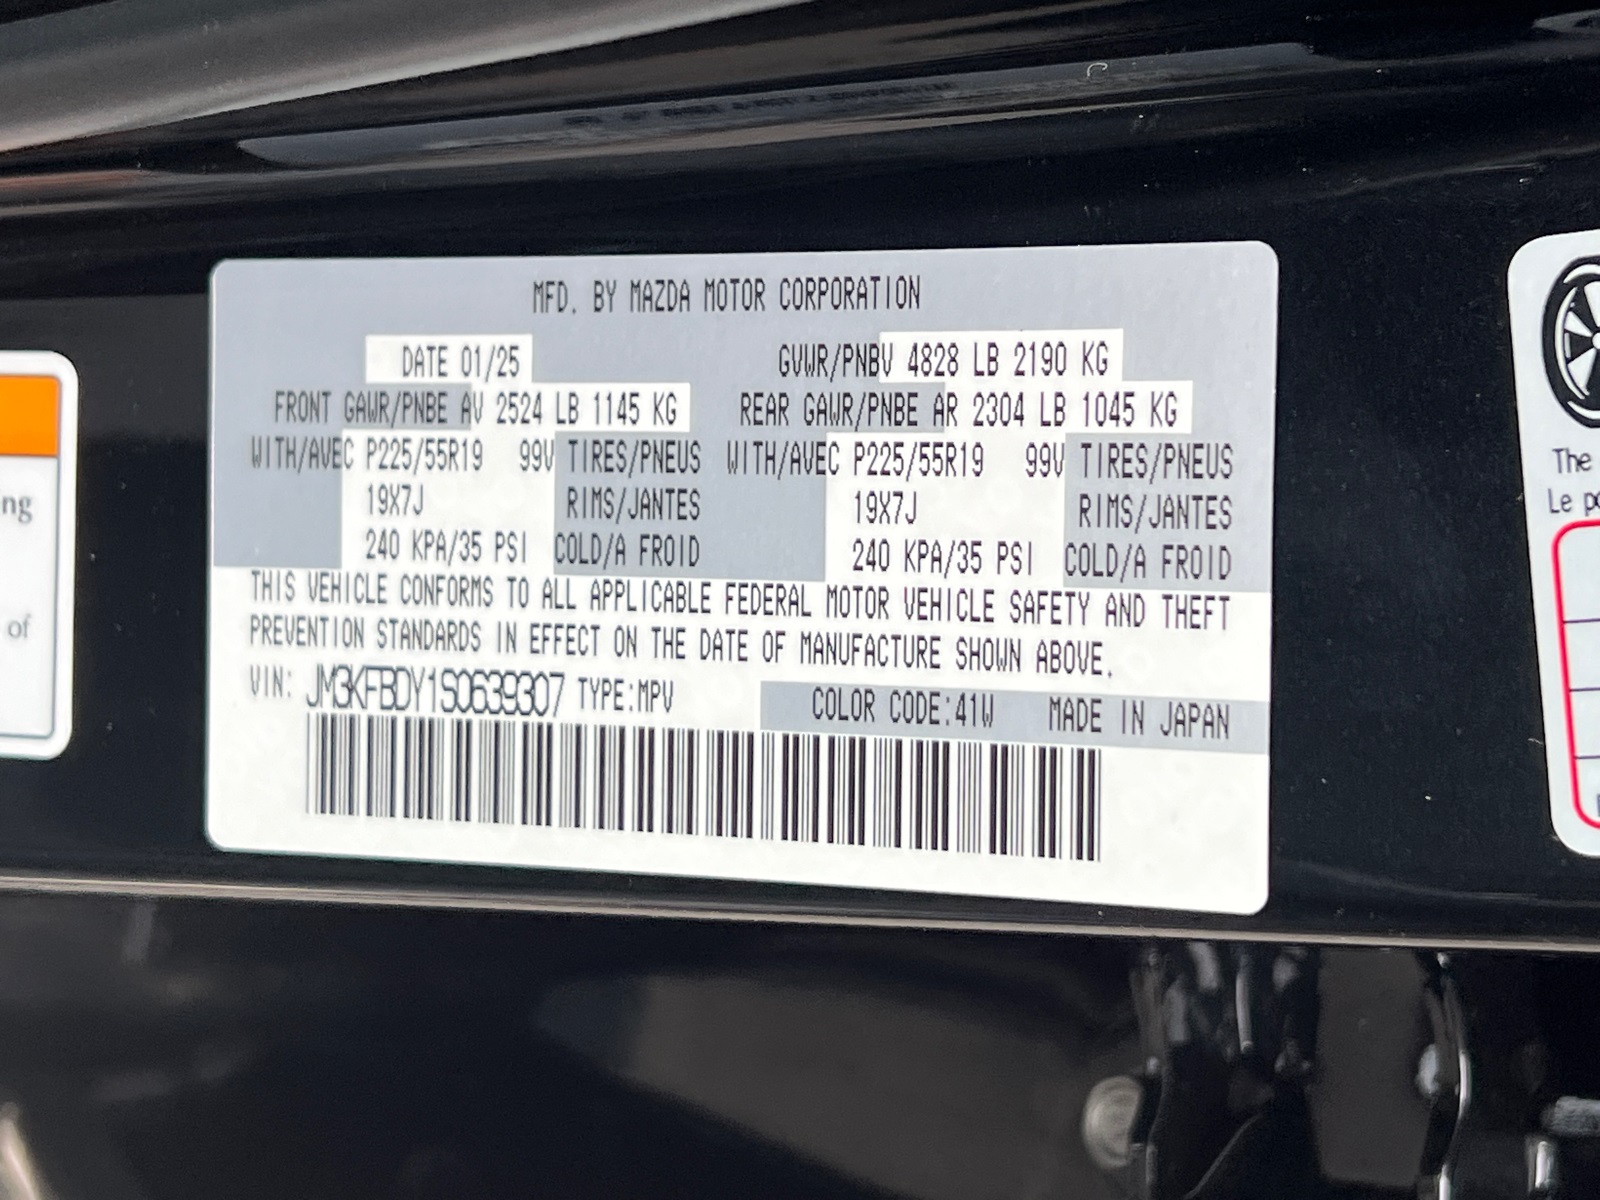 MFD. BY MAZDA MOTOR CORPORATION
DATE 01/25 GVWR/PNBV 4828 LB 2190 KG
FRONT GAWR/PNBE AV 2524 LB 1145 KG REAR GAWR/PNBE AR 2304 LB 1045 KG
WITH/AVEC P225/55R19 99V TIRES/PNEUS WITH/AVEC P225/55R19 99V TIRES/PNEUS
19X7J RIMS/JANTES 19X7J RIMS/JANTES
240 KPA/35 PSI COLD/A FROID 240 KPA/35 PSI COLD/A FROID
THIS VEHICLE CONFORMS TO ALL APPLICABLE FEDERAL MOTOR VEHICLE SAFETY AND THEFT
PREVENTION STANDARDS IN EFFECT ON THE DATE OF MANUFACTURE SHOWN ABOVE.
VIN: JM3KFBDY1S0639307 TYPE:MPV COLOR CODE:41W MADE IN JAPAN
ng
of
The
Le